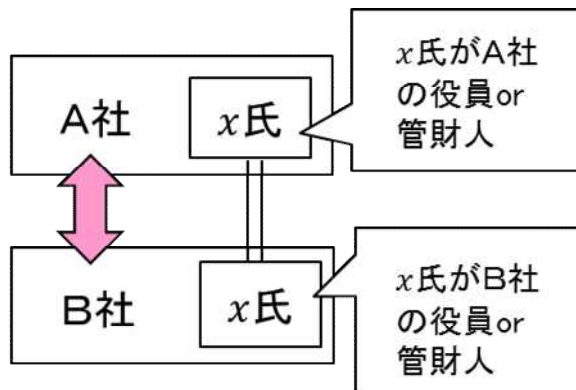 A社
x氏
x氏がA社
の役員or
管財人
B社
x氏
x氏がB社
の役員or
管財人